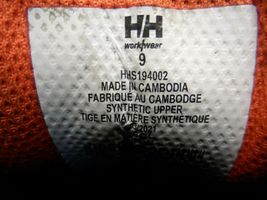 HH
workwear
9
HHS194002
MADE IN CAMBODIA
FABRIQUÉ AU CAMBODGE
SYNTHETIC UPPER
TIGE EN MATIÈRE SYNTHÉTIQUE